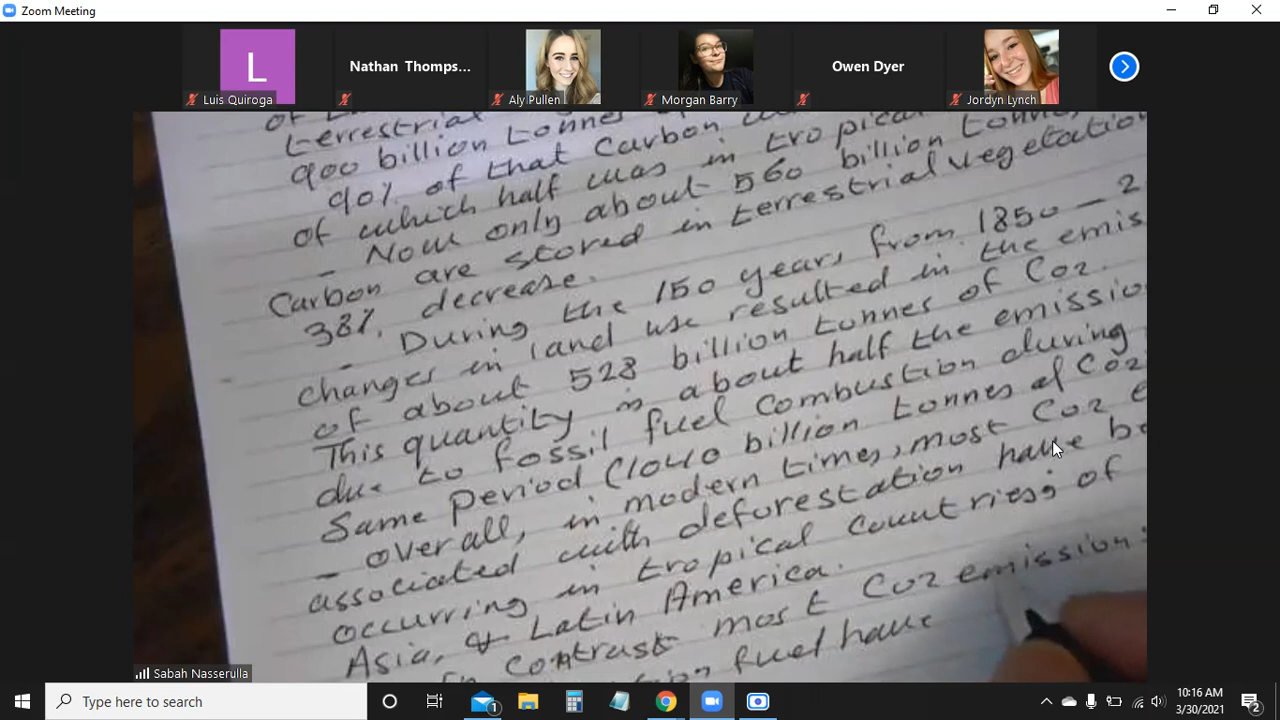 Zoom Meeting
L
Luis Quiroga
Nathan Thomps...
Aly Pullen
Morgan Barry
Owen Dyer
Jordyn Lynch
of
terrestrial
900 billion tonnes
90% of that Carbon
of which half was in tropical
- Now only about 560 billion tonnes
Carbon are stored in terrestrial vegetation
38% decrease.
- During the 150 years, from 1850 - 2
changes in land use resulted in the emis
of about 528 billion tonnes of CO2.
This quantity is about half the emissio
due to fossil fuel Combustion during
Same Period (1040 billion tonnes of CO2
- Overall, in modern times, most CO2 e
associated with deforestation have be
occurring in tropical countries of
Asia, & Latin America.
In contrast most CO2 emission
fuel have
Sabah Nasserulla
Type here to search
1
10:16 AM
3/30/2021
2